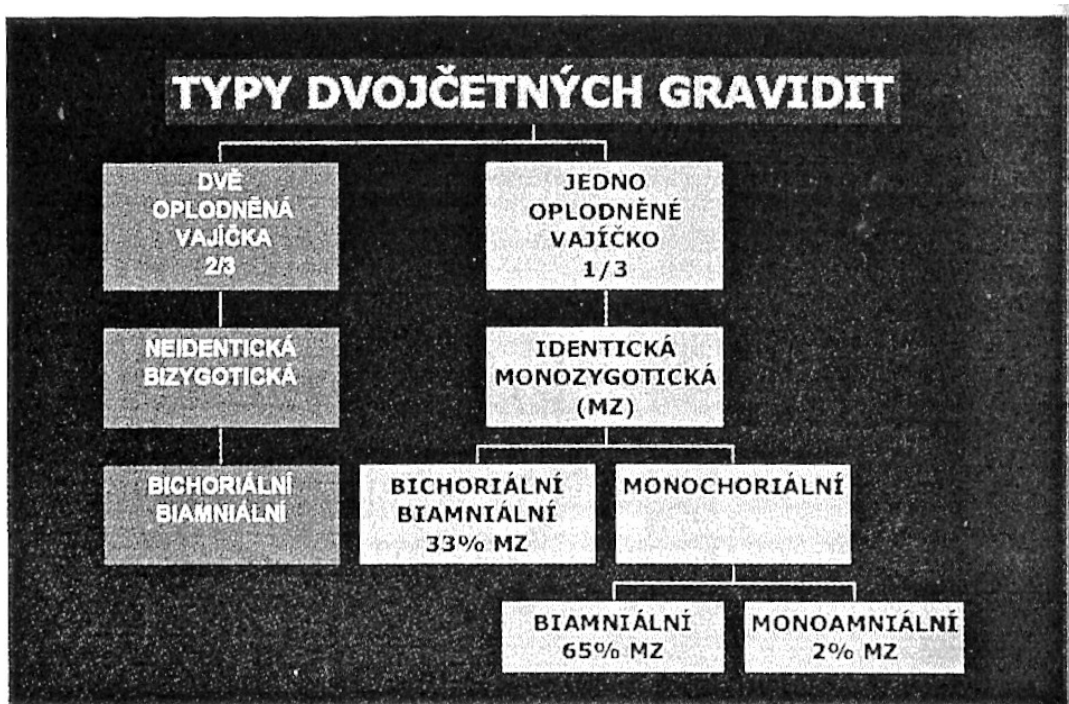 TYPY DVOJČETNÝCH GRAVIDIT
DVĚ
OPLODNĚNÁ
VAJÍČKA
2/3
JEDNO
OPLODNĚNÉ
VAJÍČKO
1/3
NEIDENTICKÁ
BIZYGOTICKÁ
IDENTICKÁ
MONOZYGOTICKÁ
(MZ)
BICHORIÁLNÍ
BIAMNIÁLNÍ
BICHORIÁLNÍ
BIAMNIÁLNÍ
33% MZ
MONOCHORIÁLNÍ
BIAMNIÁLNÍ
65% MZ
MONOAMNIÁLNÍ
2% MZ